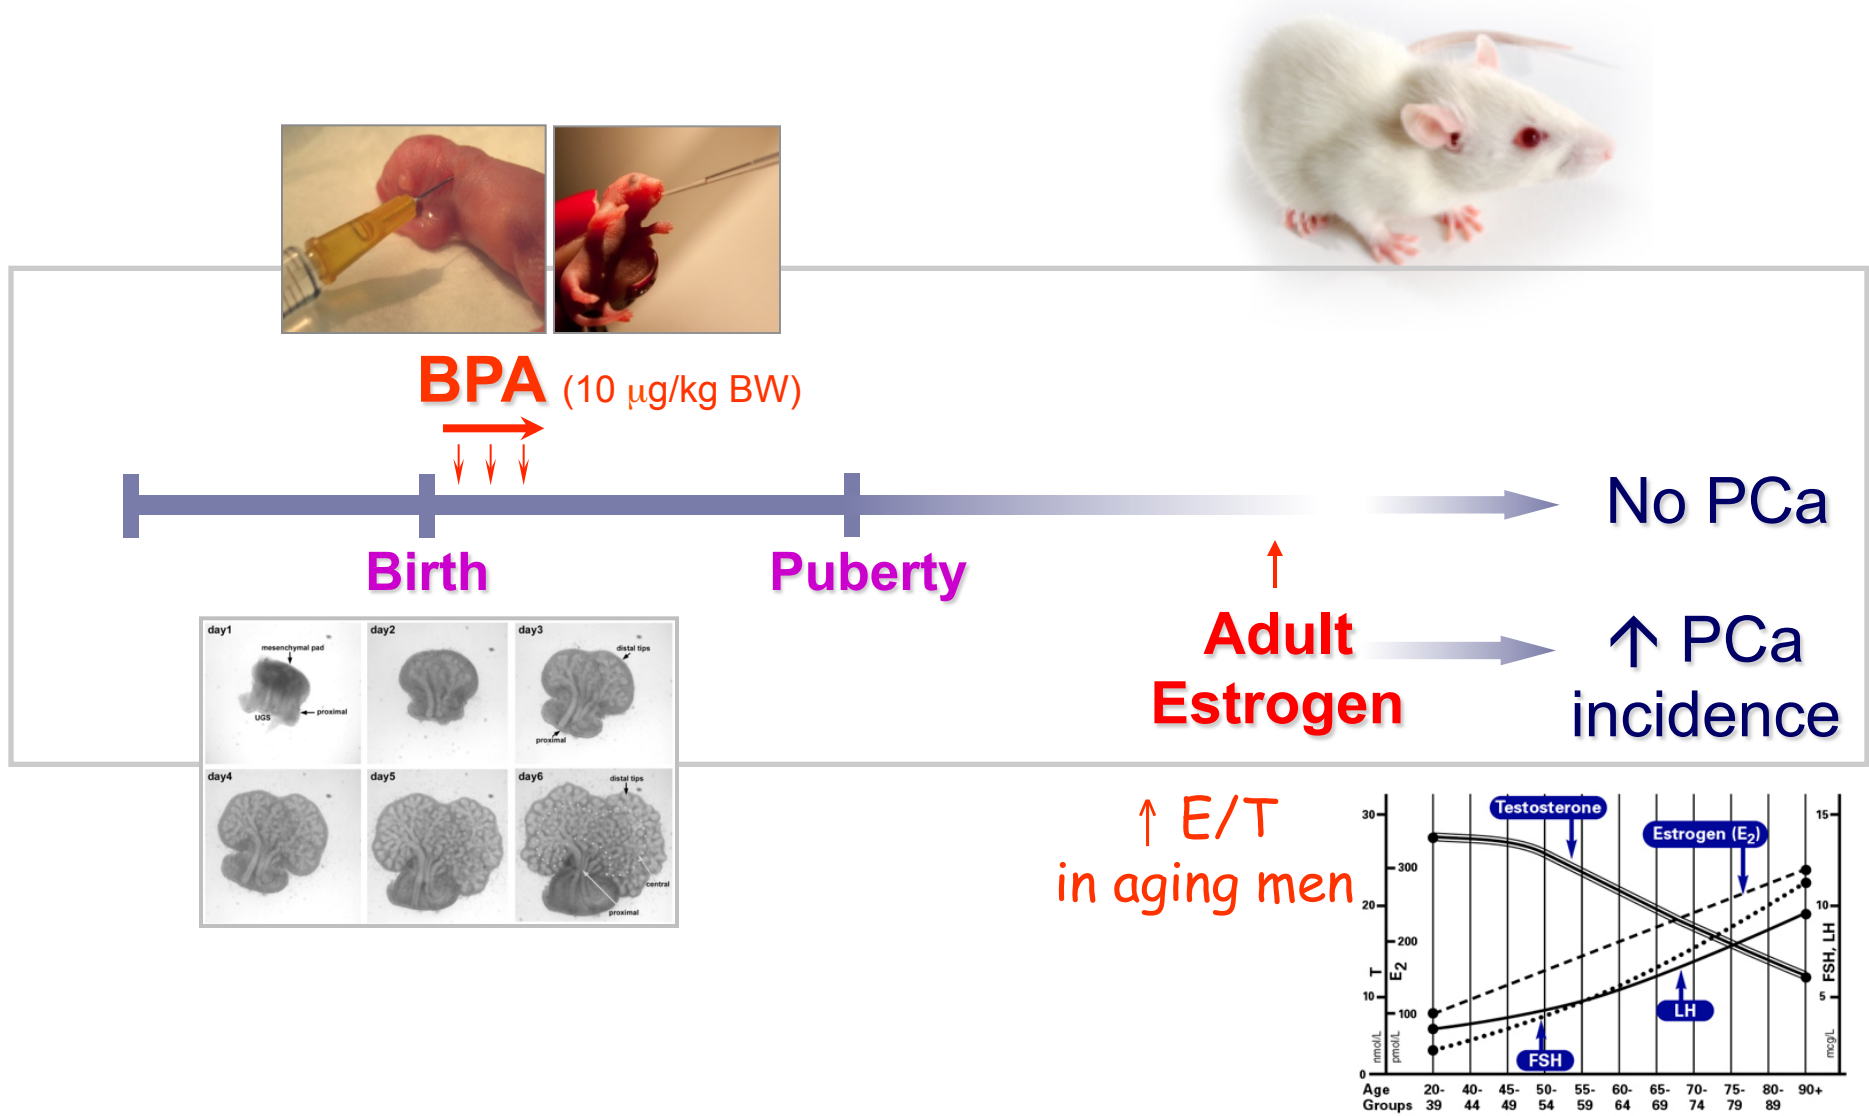 BPA (10 μg/kg BW)
Birth
Puberty
No PCa
Adult
Estrogen
↑ PCa
incidence
day1
mesenchymal pad
UGS
proximal
day2
day3
distal tips
proximal
day4
day5
day6
distal tips
central
proximal
↑ E/T
in aging men
Testosterone
Estrogen (E₂)
LH
FSH
30
20
10
0
T
nmol/L
300
200
100
E₂
pmol/L
15
10
5
FSH, LH
mcg/L
Age 20- 40- 45- 50- 55- 60- 65- 70- 75- 80- 90+
Groups 39 44 49 54 59 64 69 74 79 89